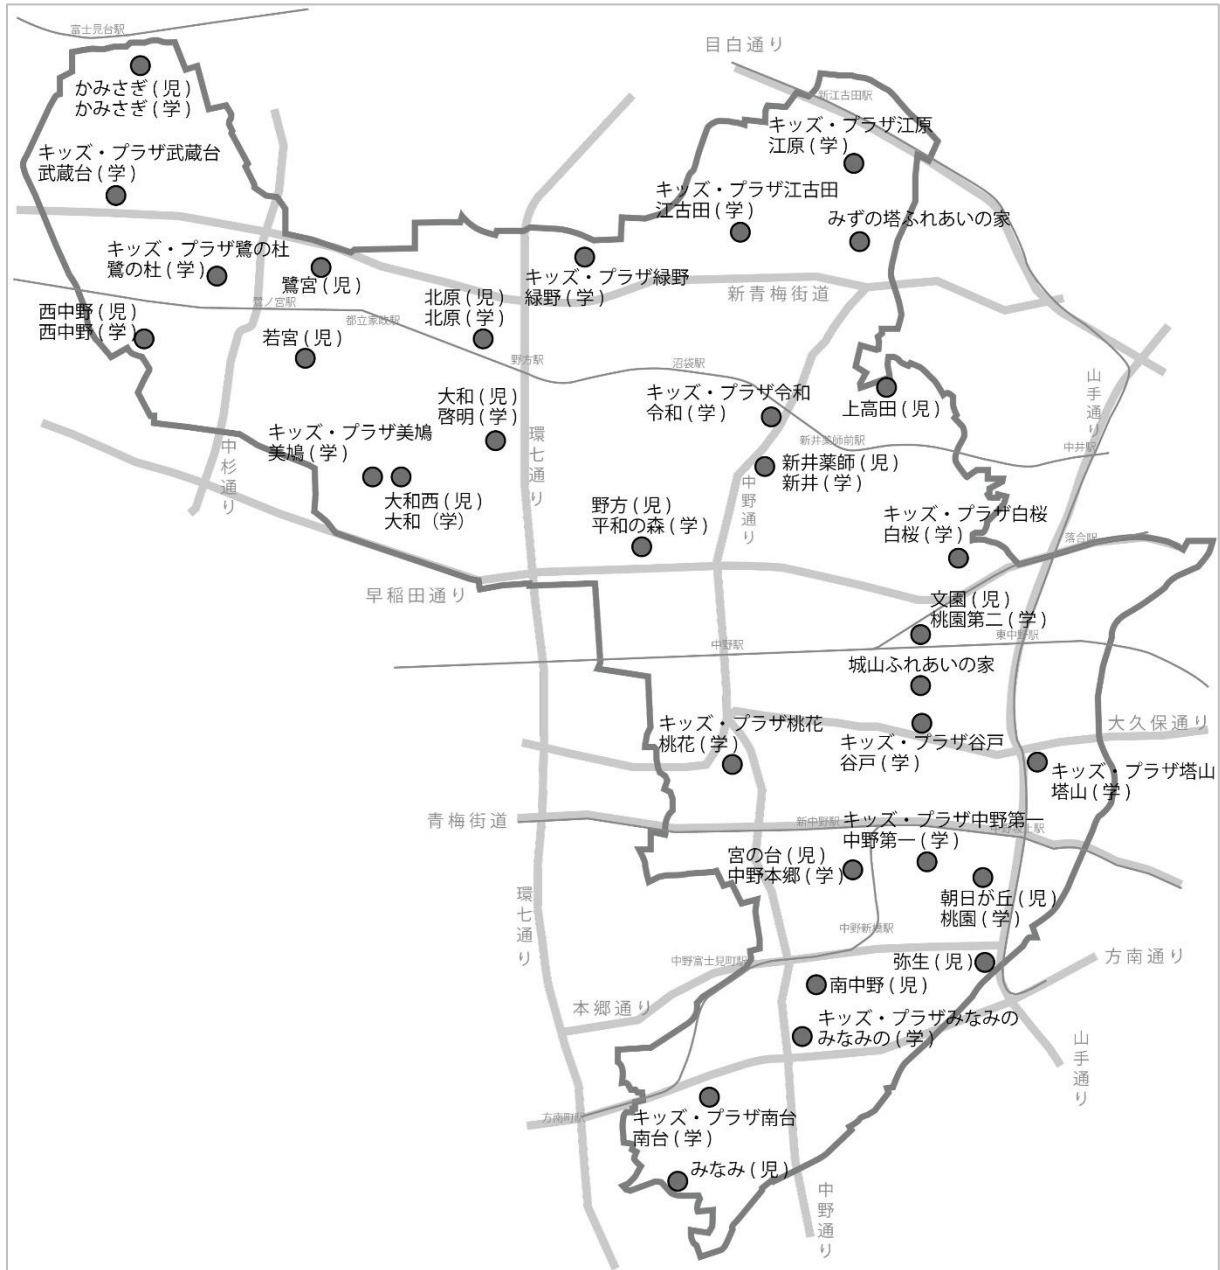 富士見台駅
目白通り
かみさぎ ( 児 )
かみさぎ ( 学 )
新江古田駅
キッズ・プラザ江原
江原 ( 学 )
キッズ・プラザ武蔵台
武蔵台 ( 学 )
キッズ・プラザ江古田
江古田 ( 学 )
みずの塔ふれあいの家
キッズ・プラザ鷺の杜
鷺の杜 ( 学 )
鷺宮 ( 児 )
キッズ・プラザ緑野
緑野 ( 学 )
新青梅街道
鷺ノ宮駅
西中野 ( 児 )
西中野 ( 学 )
北原 ( 児 )
北原 ( 学 )
都立家政駅
若宮 ( 児 )
野方駅
沼袋駅
山手通り
大和 ( 児 )
啓明 ( 学 )
キッズ・プラザ令和
令和 ( 学 )
上高田 ( 児 )
キッズ・プラザ美鳩
美鳩 ( 学 )
中杉通り
環七通り
新井薬師前駅
中井駅
新井薬師 ( 児 )
新井 ( 学 )
中野通り
大和西 ( 児 )
大和 （学）
野方 ( 児 )
平和の森 ( 学 )
キッズ・プラザ白桜
白桜 ( 学 )
落合駅
早稲田通り
文園 ( 児 )
桃園第二 ( 学 )
東中野駅
中野駅
城山ふれあいの家
キッズ・プラザ桃花
桃花 ( 学 )
大久保通り
キッズ・プラザ谷戸
谷戸 ( 学 )
キッズ・プラザ塔山
塔山 ( 学 )
青梅街道
新中野駅
キッズ・プラザ中野第一
中野第一 ( 学 )
中野坂上駅
宮の台 ( 児 )
中野本郷 ( 学 )
朝日が丘 ( 児 )
桃園 ( 学 )
環七通り
中野新橋駅
中野富士見町駅
弥生 ( 児 )
方南通り
南中野 ( 児 )
本郷通り
キッズ・プラザみなみの
みなみの ( 学 )
山手通り
方南町駅
キッズ・プラザ南台
南台 ( 学 )
みなみ ( 児 )
中野通り